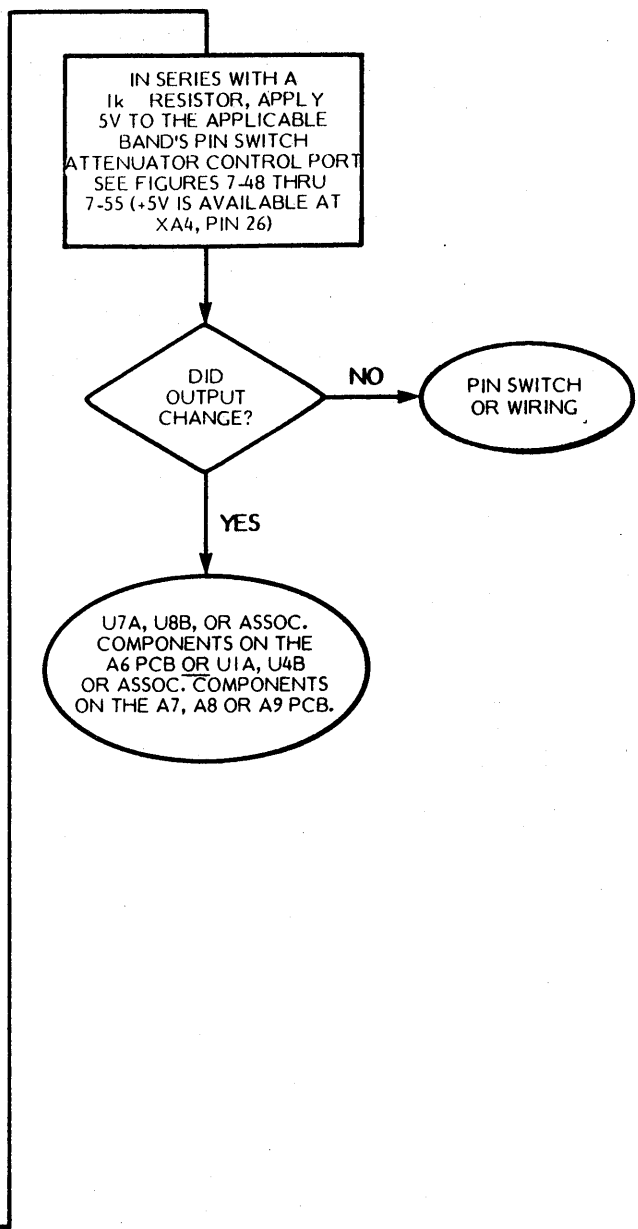 IN SERIES WITH A
1k RESISTOR, APPLY
5V TO THE APPLICABLE
BAND'S PIN SWITCH
ATTENUATOR CONTROL PORT
SEE FIGURES 7-48 THRU
7-55 (+5V IS AVAILABLE AT
XA4, PIN 26)
DID
OUTPUT
CHANGE?
NO
PIN SWITCH
OR WIRING
YES
U7A, U8B, OR ASSOC.
COMPONENTS ON THE
A6 PCB OR U1A, U4B
OR ASSOC. COMPONENTS
ON THE A7, A8 OR A9 PCB.